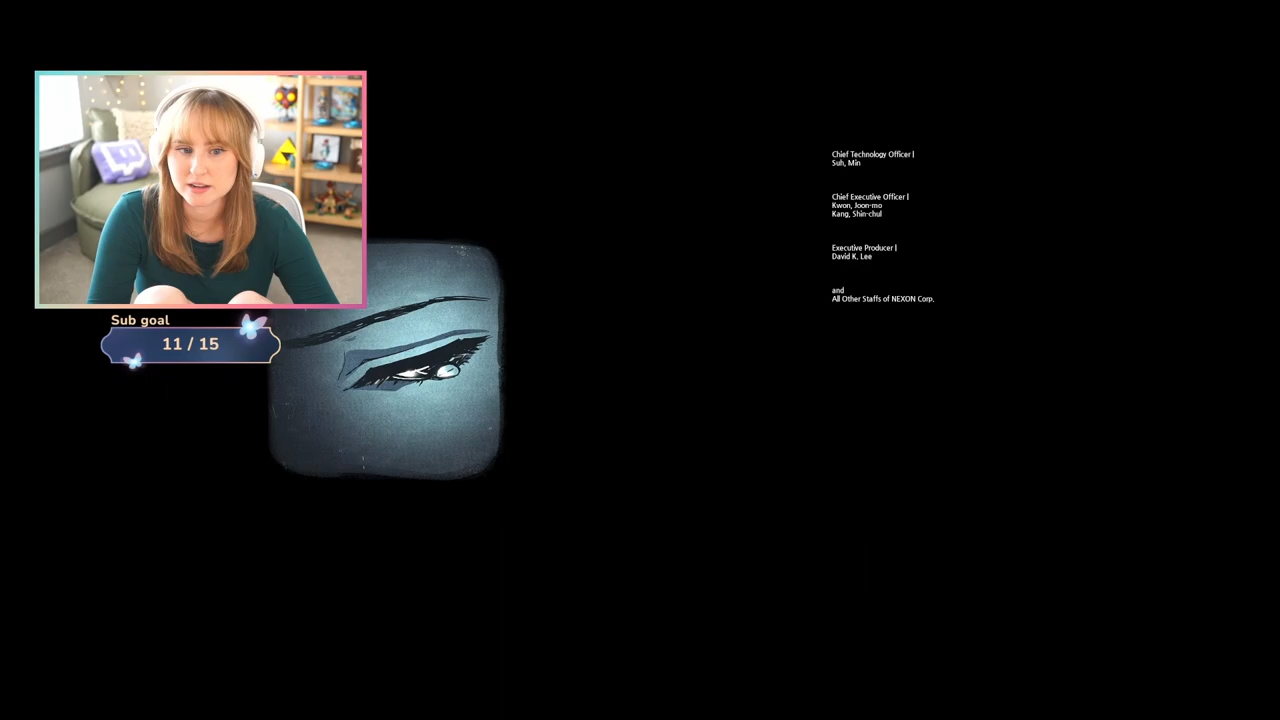 Sub goal
11 / 15
Chief Technology Officer |
Suh, Min
Chief Executive Officer |
Kwon, Joon-mo
Kang, Shin-chul
Executive Producer |
David K. Lee
and
All Other Staffs of NEXON Corp.